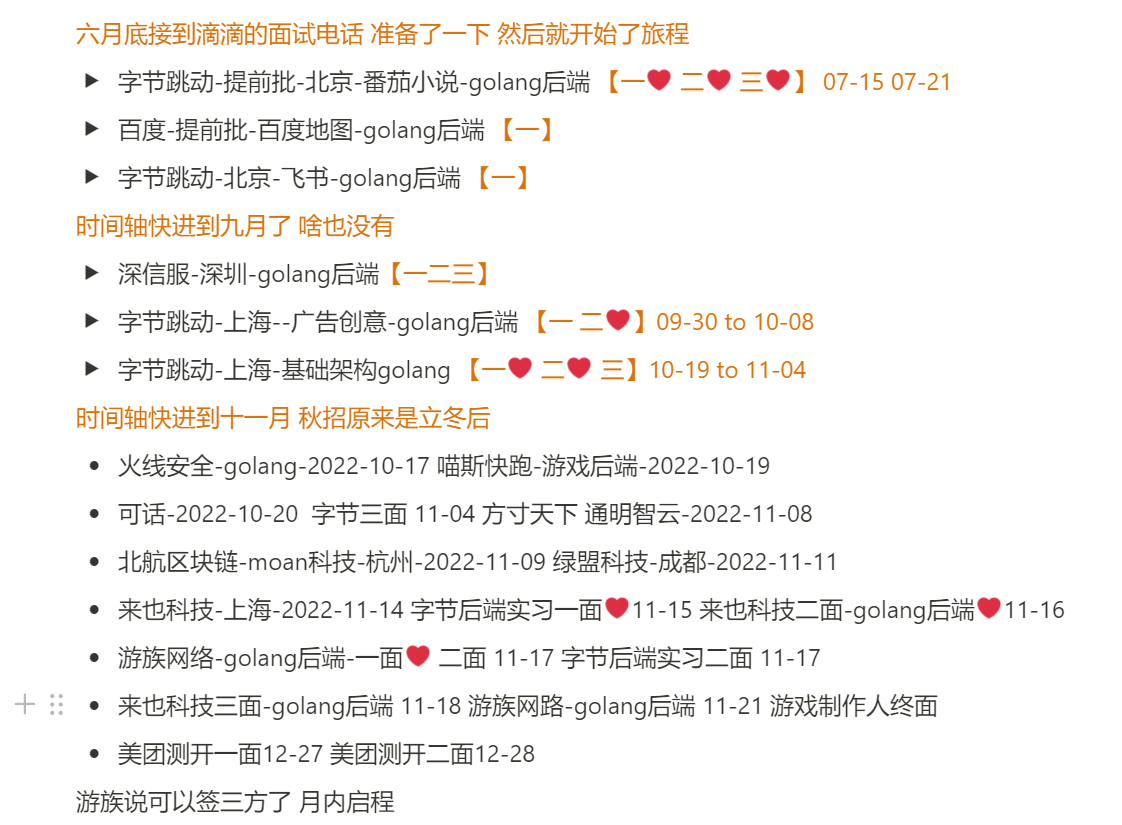 六月底接到滴滴的面试电话 准备了一下 然后就开始了旅程
▶ 字节跳动-提前批-北京-番茄小说-golang后端 【一❤️ 二❤️ 三❤️】 07-15 07-21
▶ 百度-提前批-百度地图-golang后端 【一】
▶ 字节跳动-北京-飞书-golang后端 【一】
时间轴快进到九月了 啥也没有
▶ 深信服-深圳-golang后端【一二三】
▶ 字节跳动-上海--广告创意-golang后端 【一 二❤️】09-30 to 10-08
▶ 字节跳动-上海-基础架构golang 【一❤️ 二❤️ 三】10-19 to 11-04
时间轴快进到十一月 秋招原来是立冬后
• 火线安全-golang-2022-10-17 喵斯快跑-游戏后端-2022-10-19
• 可话-2022-10-20 字节三面 11-04 方寸天下 通明智云-2022-11-08
• 北航区块链-moan科技-杭州-2022-11-09 绿盟科技-成都-2022-11-11
• 来也科技-上海-2022-11-14 字节后端实习一面❤️11-15 来也科技二面-golang后端❤️11-16
• 游族网络-golang后端-一面❤️ 二面 11-17 字节后端实习二面 11-17
• 来也科技三面-golang后端 11-18 游族网路-golang后端 11-21 游戏制作人终面
• 美团测开一面12-27 美团测开二面12-28
游族说可以签三方了 月内启程